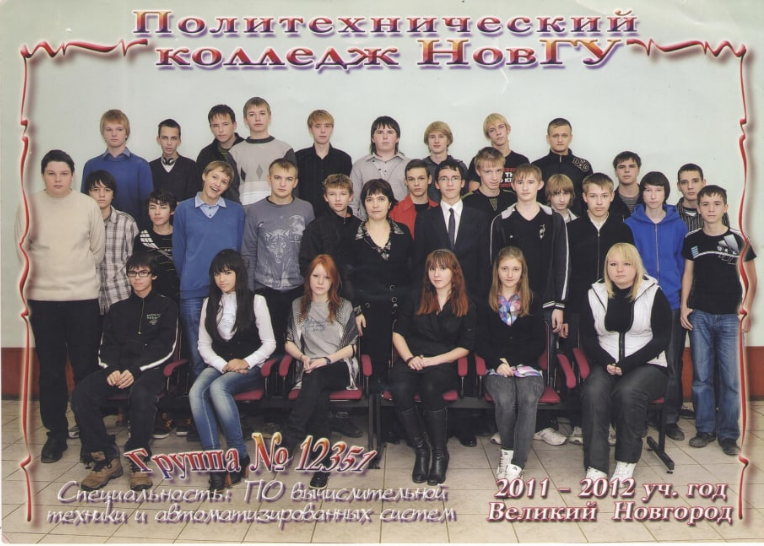 Политехнический
колледж НовГУ
Группа № 12351
Специальность: ПО вычислительной
техники и автоматизированных систем
2011 - 2012 уч. год
Великий Новгород